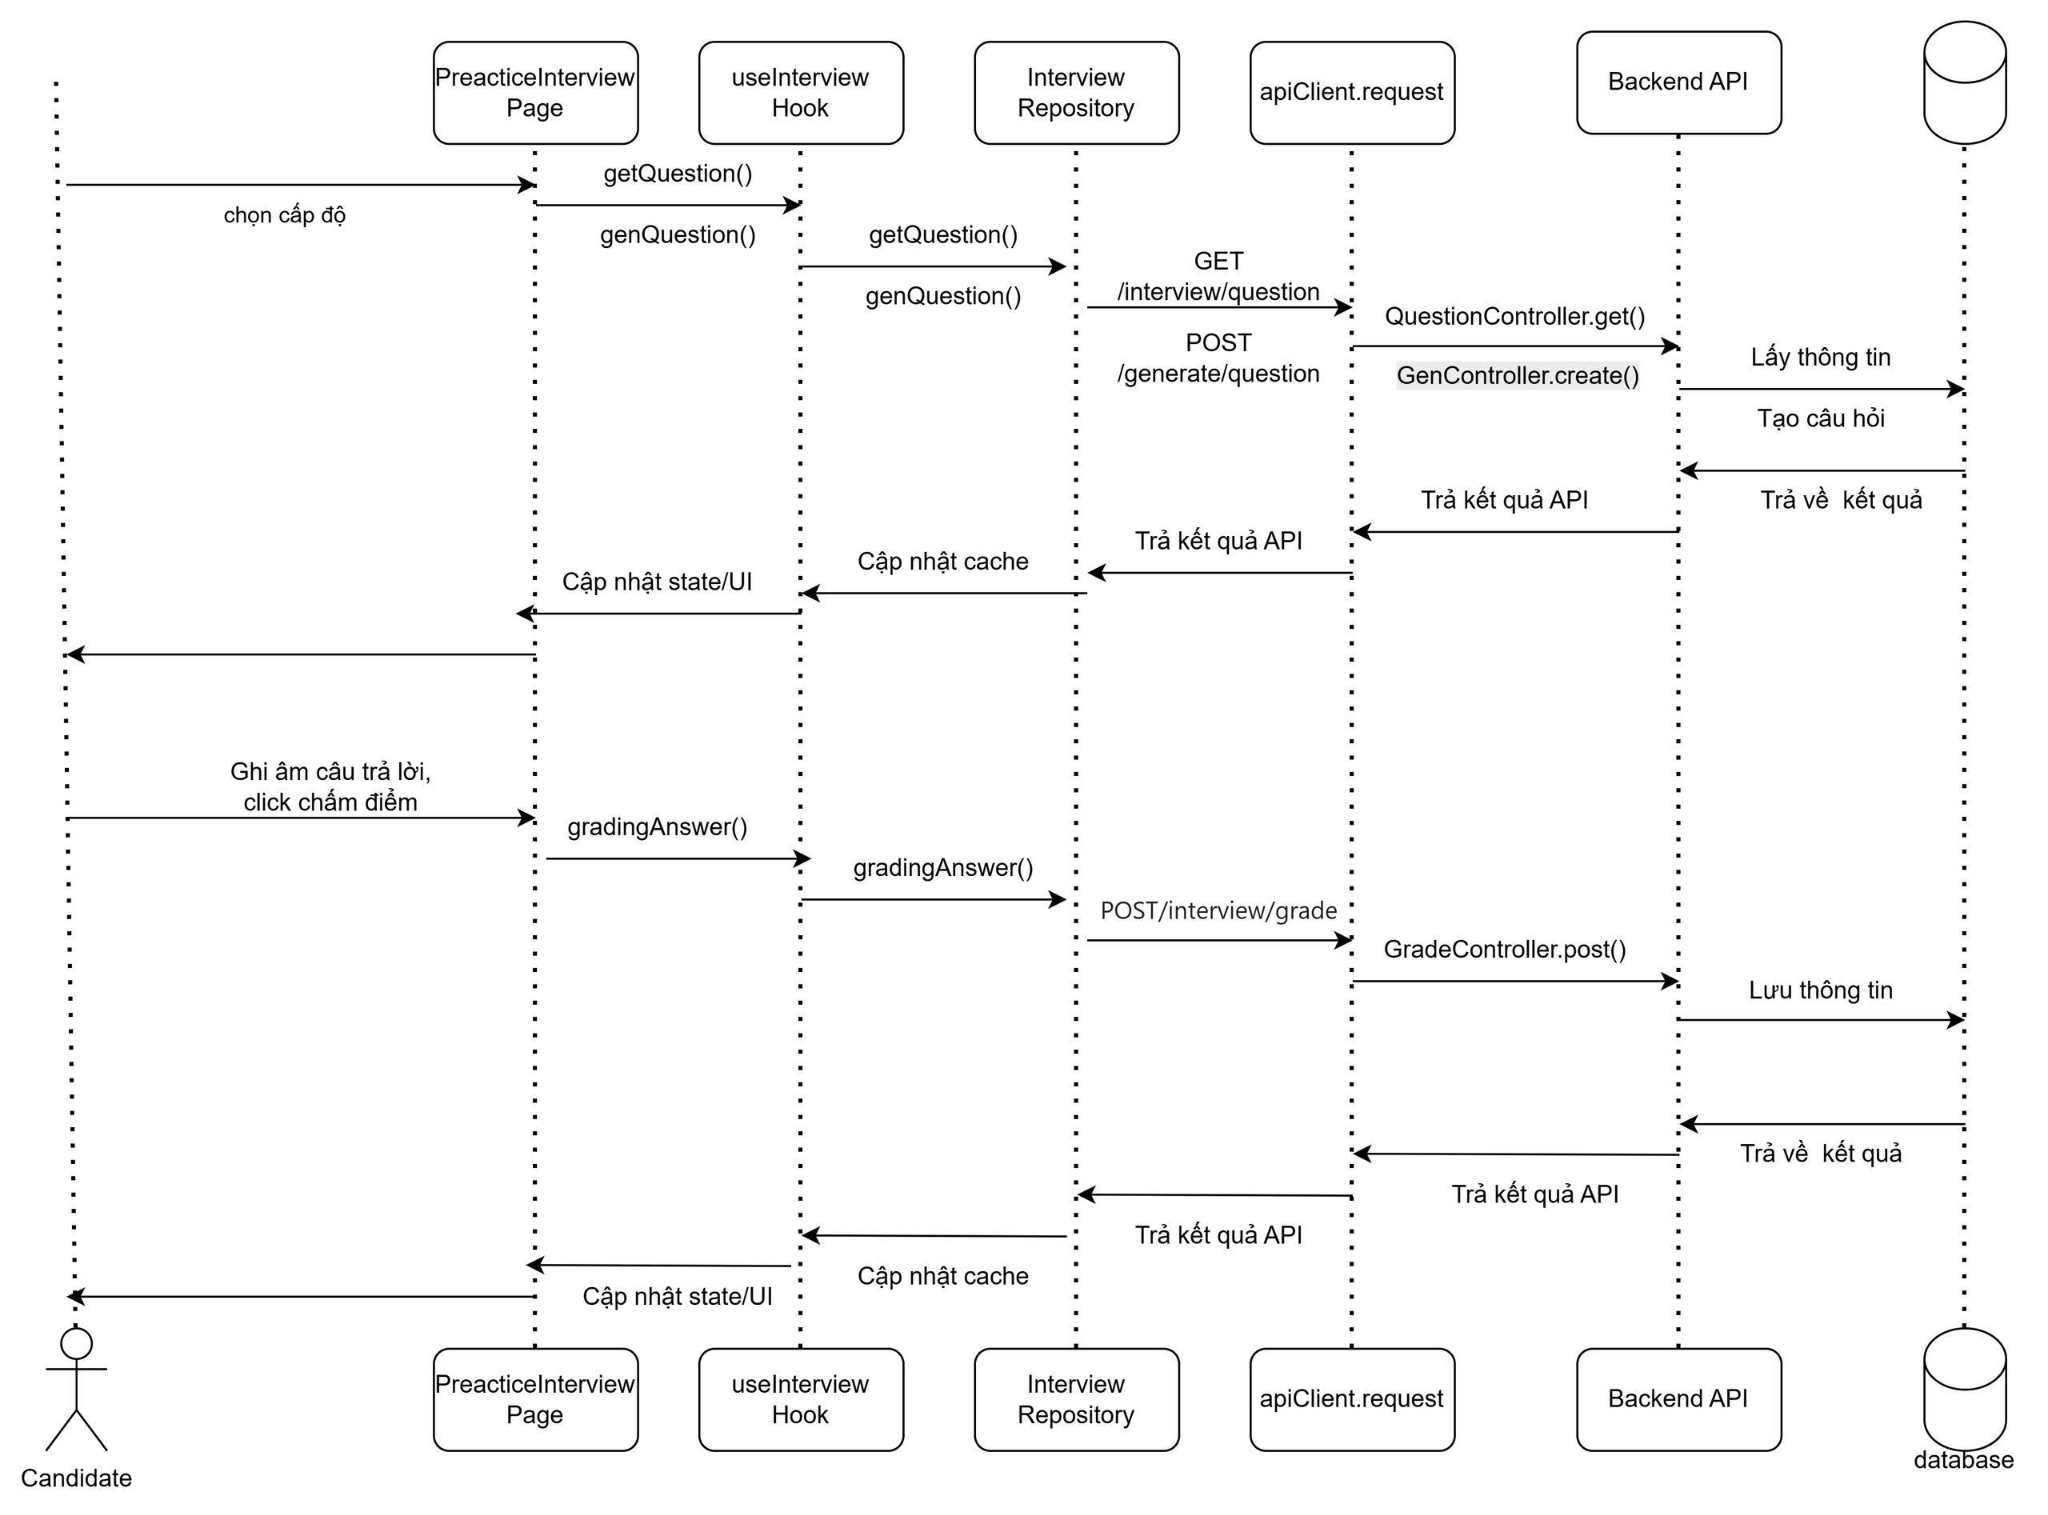 PreacticeInterview
Page
useInterview
Hook
Interview
Repository
apiClient.request
Backend API
getQuestion()
chọn cấp độ
genQuestion()
getQuestion()
genQuestion()
GET
/interview/question
POST
/generate/question
QuestionController.get()
GenController.create()
Lấy thông tin
Tạo câu hỏi
Trả về  kết quả
Trả kết quả API
Trả kết quả API
Cập nhật cache
Cập nhật state/UI
Ghi âm câu trả lời,
click chấm điểm
gradingAnswer()
gradingAnswer()
POST/interview/grade
GradeController.post()
Lưu thông tin
Trả về  kết quả
Trả kết quả API
Trả kết quả API
Cập nhật cache
Cập nhật state/UI
PreacticeInterview
Page
useInterview
Hook
Interview
Repository
apiClient.request
Backend API
Candidate
database